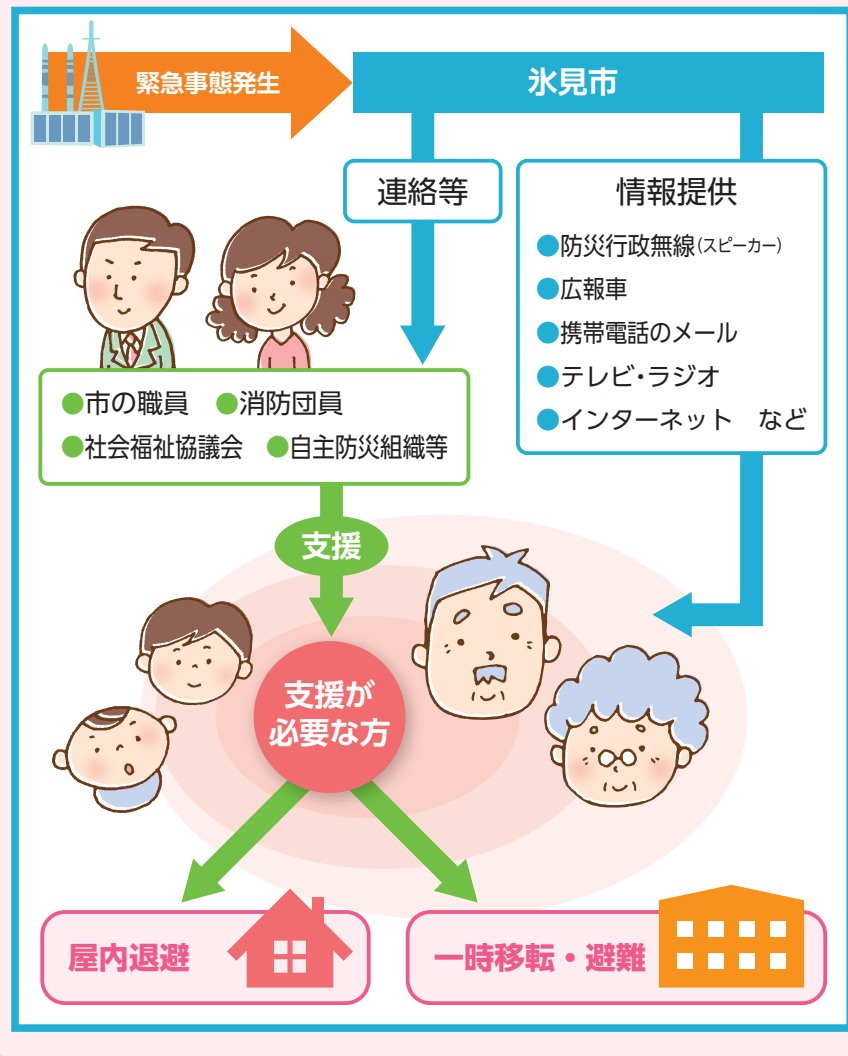 緊急事態発生
氷見市
連絡等
情報提供
●防災行政無線(スピーカー)
●広報車
●携帯電話のメール
●テレビ・ラジオ
●インターネット　など
●市の職員　●消防団員
●社会福祉協議会　●自主防災組織等
支援
支援が
必要な方
屋内退避
一時移転・避難